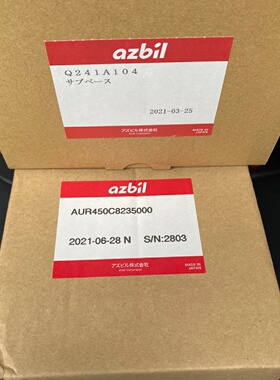 azbil
Q241A104
サブベース
2021-03-25
アズビル株式会社
MADE IN
JAPAN
azbil
AUR450C8235000
2021-06-28 N S/N:2803
アズビル株式会社
Azbil Corporation
MADE IN
JAPAN